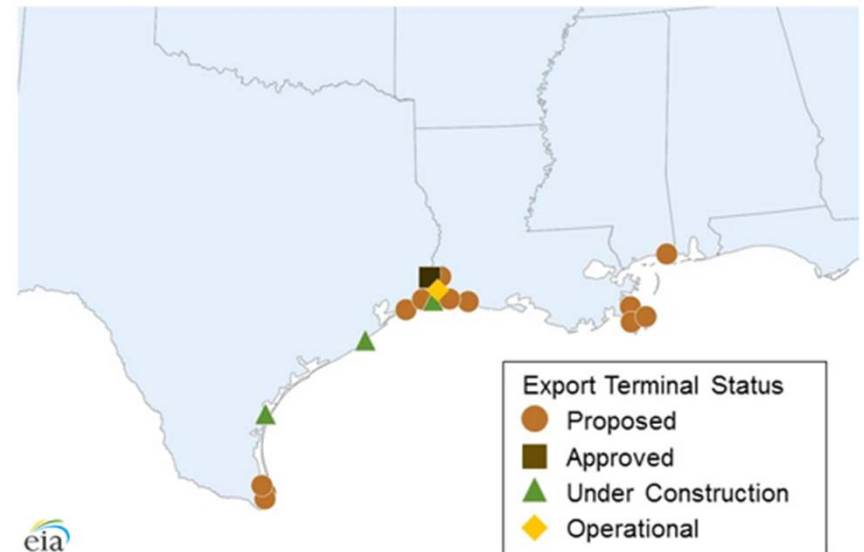 Export Terminal Status
Proposed
Approved
Under Construction
Operational
eia